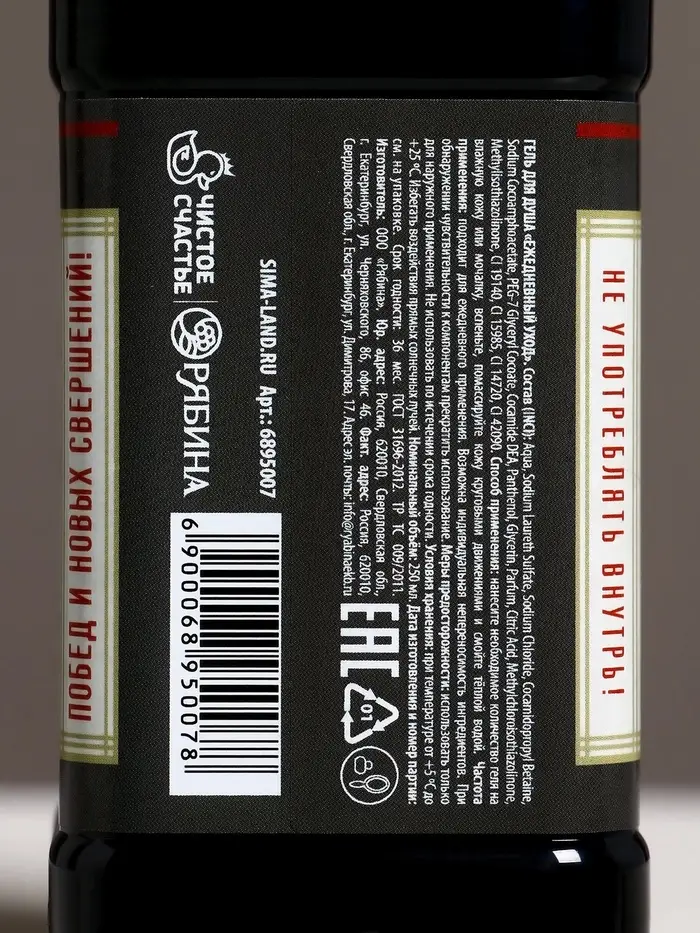 НЕ УПОТРЕБЛЯТЬ ВНУТРЬ!
ГЕЛЬ ДЛЯ ДУША «ЕЖЕДНЕВНЫЙ УХОД». Состав (INCI): Aqua, Sodium Laureth Sulfate, Sodium Chloride, Cocamidopropyl Betaine,
Sodium Cocoamphoacetate, PEG-7 Glyceryl Cocoate, Cocamide DEA, Panthenol, Glycerin, Parfum, Citric Acid, Methylchloroisothiazolinone,
Methylisothiazolinone, CI 19140, CI 15985, CI 14720, CI 42090. Способ применения: нанесите необходимое количество геля на
влажную кожу или мочалку, вспеньте, помассируйте кожу круговыми движениями и смойте тёплой водой. Частота
применения: подходит для ежедневного применения. Возможна индивидуальная непереносимость ингредиентов. При
обнаружении чувствительности к компонентам прекратить использование. Меры предосторожности: использовать только
для наружного применения. Не использовать по истечении срока годности. Условия хранения: при температуре от +5 °C до
+25 °C. Избегать воздействия прямых солнечных лучей. Номинальный объём: 250 мл. Дата изготовления и номер партии:
см. на упаковке. Срок годности: 36 мес. ГОСТ 31696-2012. ТР ТС 009/2011.
Изготовитель: ООО «Рябина» Юр. адрес: Россия, 620010, Свердловская обл.,
г. Екатеринбург, ул. Черняховского, 86, офис 46. Факт. адрес: Россия, 620010,
Свердловская обл., г. Екатеринбург, ул. Димитрова, 17. Адрес эл. почты: info@ryabinaekb.ru
EAC
01
SIMA-LAND.RU Арт.: 6895007
ЧИСТОЕ
СЧАСТЬЕ
РЯБИНА
6 900068 950078
ПОБЕД И НОВЫХ СВЕРШЕНИЙ!